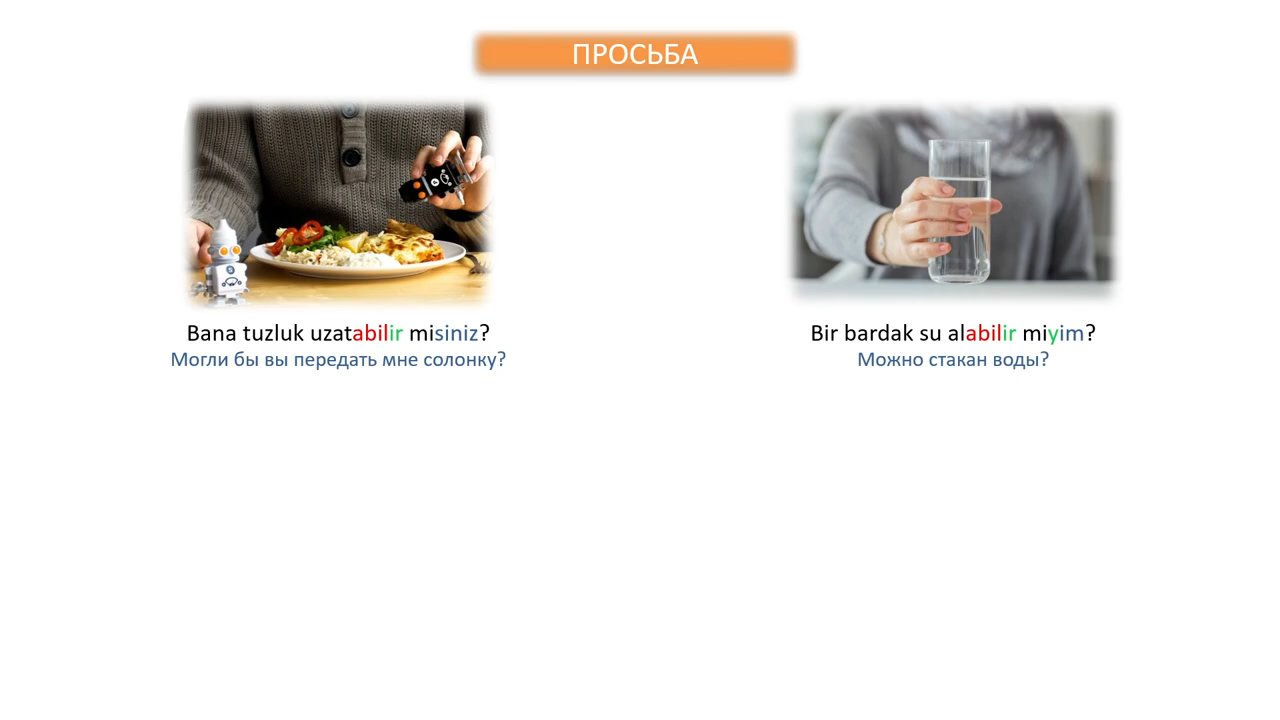 ПРОСЬБА
Bana tuzluk uzatabilir misiniz?
Могли бы вы передать мне солонку?
Bir bardak su alabilir miyim?
Можно стакан воды?